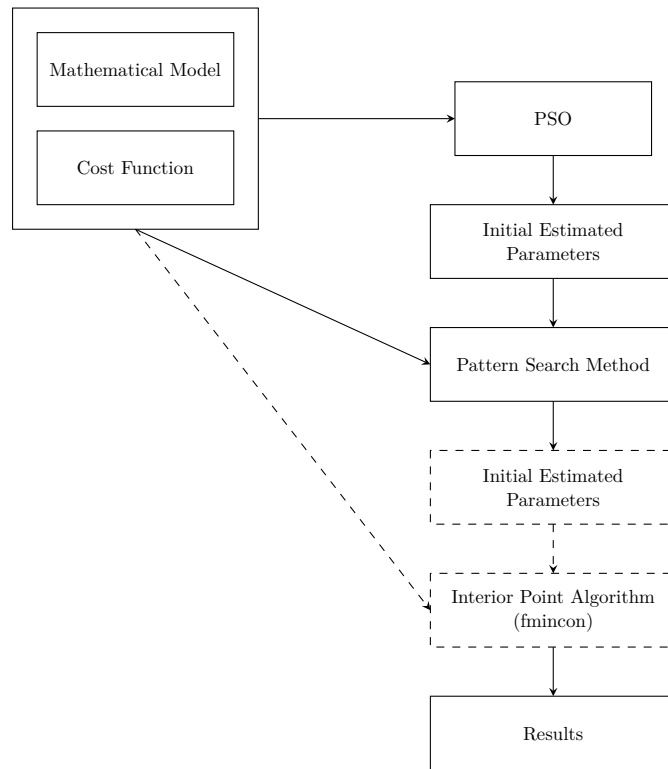 Mathematical Model
Cost Function
PSO
Initial Estimated
Parameters
Pattern Search Method
Initial Estimated
Parameters
Interior Point Algorithm
(fmincon)
Results